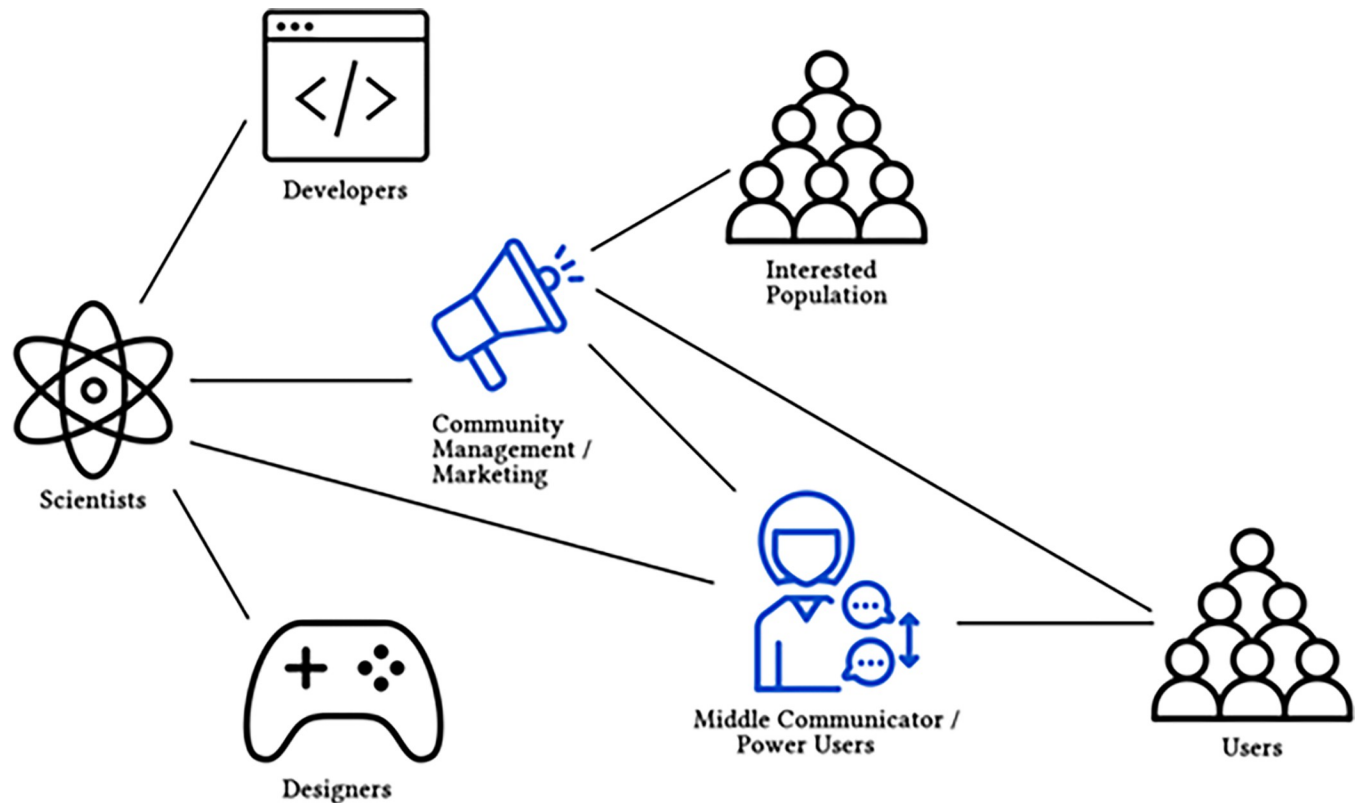 Developers
Interested
Population
Community
Management /
Marketing
Scientists
Middle Communicator /
Power Users
Users
Designers